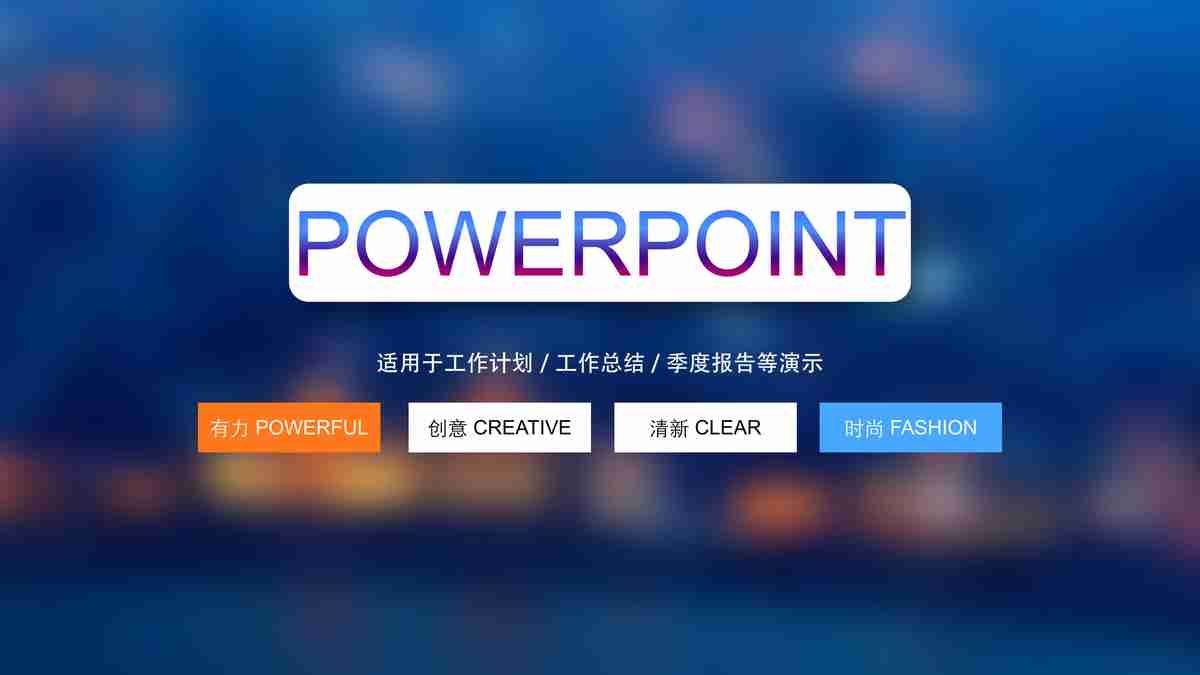 POWERPOINT
适用于工作计划 / 工作总结 / 季度报告等演示
有力 POWERFUL
创意 CREATIVE
清新 CLEAR
时尚 FASHION